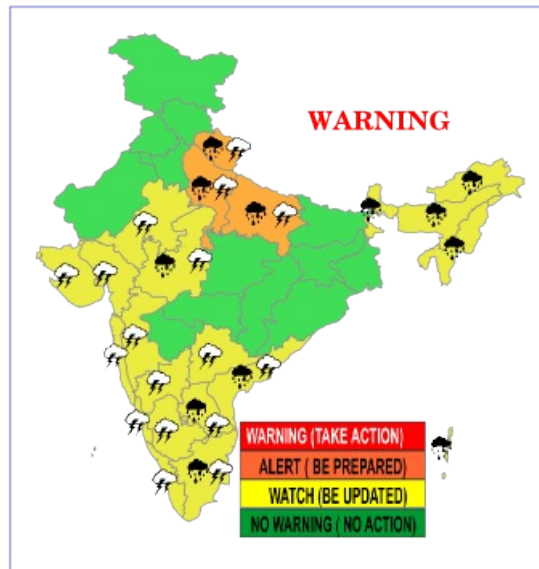 WARNING
WARNING (TAKE ACTION)
ALERT ( BE PREPARED)
WATCH (BE UPDATED)
NO WARNING ( NO ACTION)